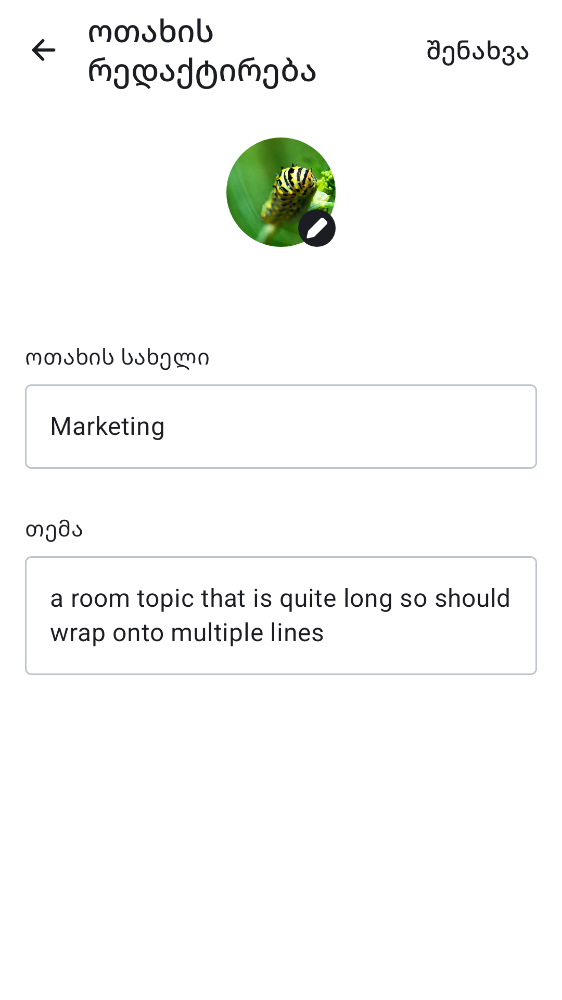 ოთახის
რედაქტირება
შენახვა
ოთახის სახელი
Marketing
თემა
a room topic that is quite long so should
wrap onto multiple lines